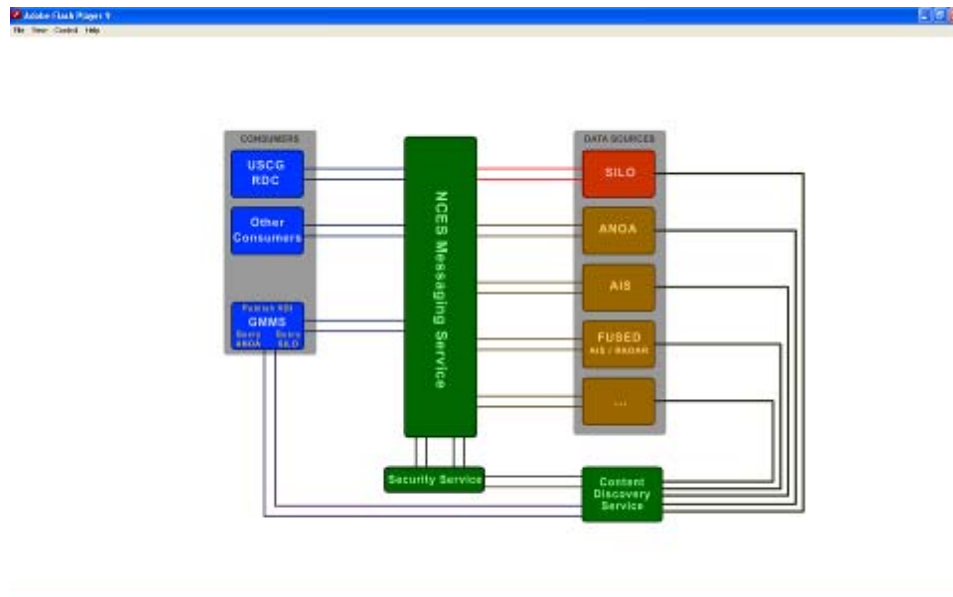 Adobe Flash Player 9
File View Control Help
CONSUMERS
USCG
RDC
Other
Consumers
GMMS
Query Query
ANOA SILO
NCES Messaging Service
DATA SOURCES
SILO
ANOA
AIS
FUSED
AIS / RADAR
...
Security Service
Content
Discovery
Service